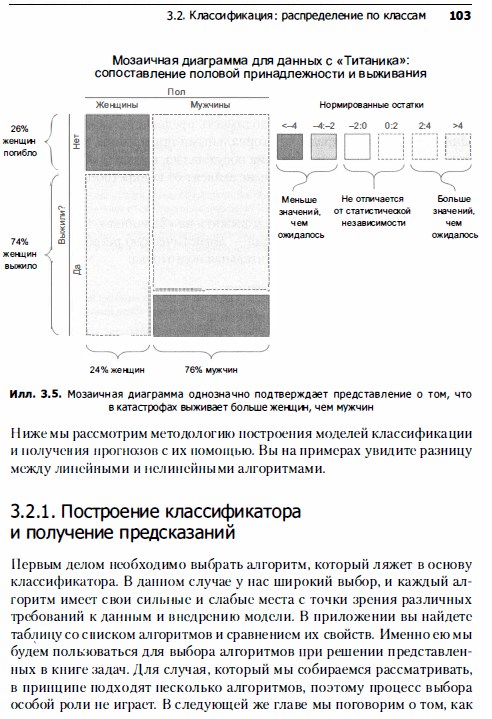 3.2. Классификация: распределение по классам 103
Мозаичная диаграмма для данных с «Титаника»:
сопоставление половой принадлежности и выживания
Пол
Женщины Мужчины
Нормированные остатки
<–4 –4:–2 –2:0 0:2 2:4 >4
26%
женщин
погибло
Нет
Меньше
значений,
чем
ожидалось
Не отличается
от статистической
независимости
Больше
значений,
чем
ожидалось
Выжили?
74%
женщин
выжило
Да
24% женщин 76% мужчин
Илл. 3.5. Мозаичная диаграмма однозначно подтверждает представление о том, что
в катастрофах выживает больше женщин, чем мужчин
Ниже мы рассмотрим методологию построения моделей классификации
и получения прогнозов с их помощью. Вы на примерах увидите разницу
между линейными и нелинейными алгоритмами.
3.2.1. Построение классификатора
и получение предсказаний
Первым делом необходимо выбрать алгоритм, который ляжет в основу
классификатора. В данном случае у нас широкий выбор, и каждый ал-
горитм имеет свои сильные и слабые места с точки зрения различных
требований к данным и внедрению модели. В приложении вы найдете
таблицу со списком алгоритмов и сравнением их свойств. Именно ею мы
будем пользоваться для выбора алгоритмов при решении представлен-
ных в книге задач. Для случая, который мы собираемся рассматривать,
в принципе подходят несколько алгоритмов, поэтому процесс выбора
особой роли не играет. В следующей же главе мы поговорим о том, как